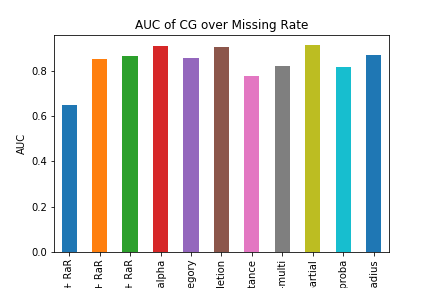 AUC of CG over Missing Rate
AUC
0.8
0.6
0.4
0.2
0.0
+ RaR
+ RaR
+ RaR
alpha
egory
letion
tance
-multi
artial
proba
adius